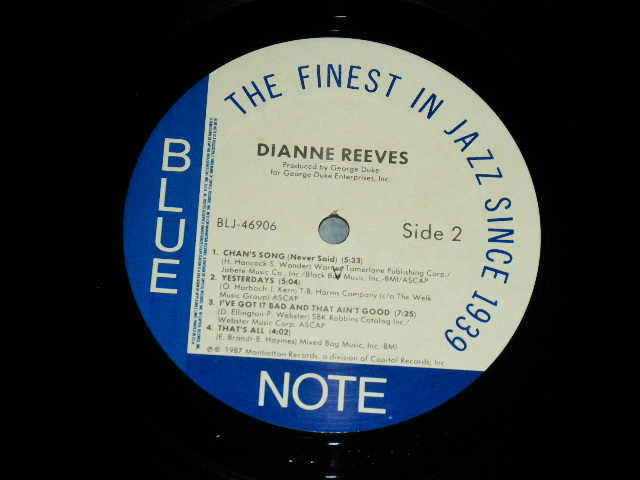 THE FINEST IN JAZZ SINCE 1939
BLUE
DIANNE REEVES
Produced by George Duke
for George Duke Enterprises, Inc.
BLJ-46906
Side 2
1. CHAN'S SONG (Never Said) (5:33)
(H. Hancock-S. Wonder) Warner Tamerlane Publishing Corp./
Jobete Music Co., Inc./Black Bull Music, Inc.-BMI/ASCAP
2. YESTERDAYS (5:04)
(O. Harbach-J. Kern) T.B. Harms Company (c/o The Welk
Music Group)-ASCAP
3. I'VE GOT IT BAD AND THAT AIN'T GOOD (7:25)
(D. Ellington-P. Webster) SBK Robbins Catalog Inc./
Webster Music Corp. ASCAP
4. THAT'S ALL (4:02)
(E. Brandt-B. Haymes) Mixed Bag Music, Inc. BMI
℗© 1987 Manhattan Records, a division of Capitol Records, Inc.
NOTE